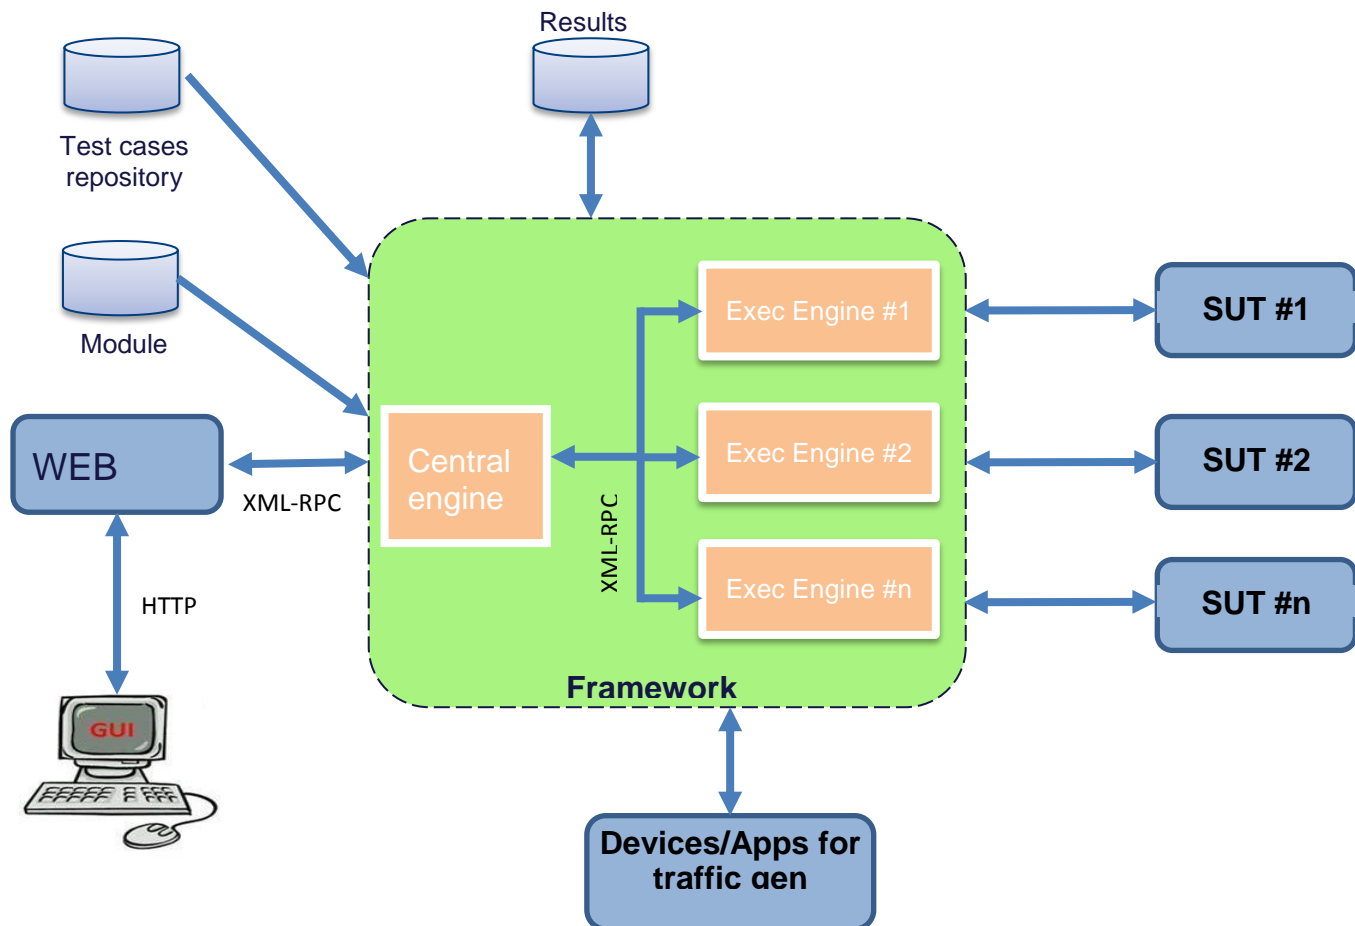 Results
Test cases
repository
Module
WEB
XML-RPC
HTTP
GUI
Central
engine
XML-RPC
Exec Engine #1
Exec Engine #2
Exec Engine #n
Framework
SUT #1
SUT #2
SUT #n
Devices/Apps for
traffic gen